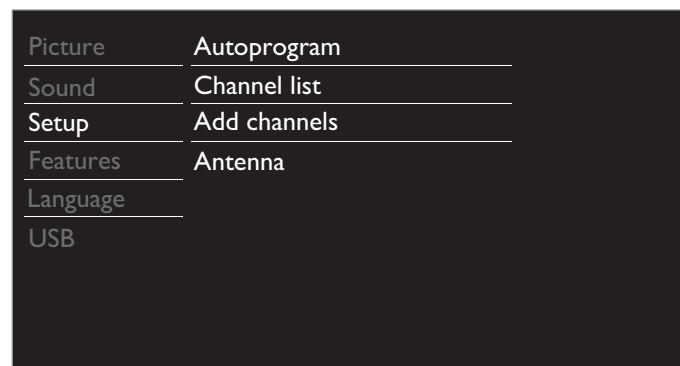 Picture
Sound
Setup
Features
Language
USB
Autoprogram
Channel list
Add channels
Antenna